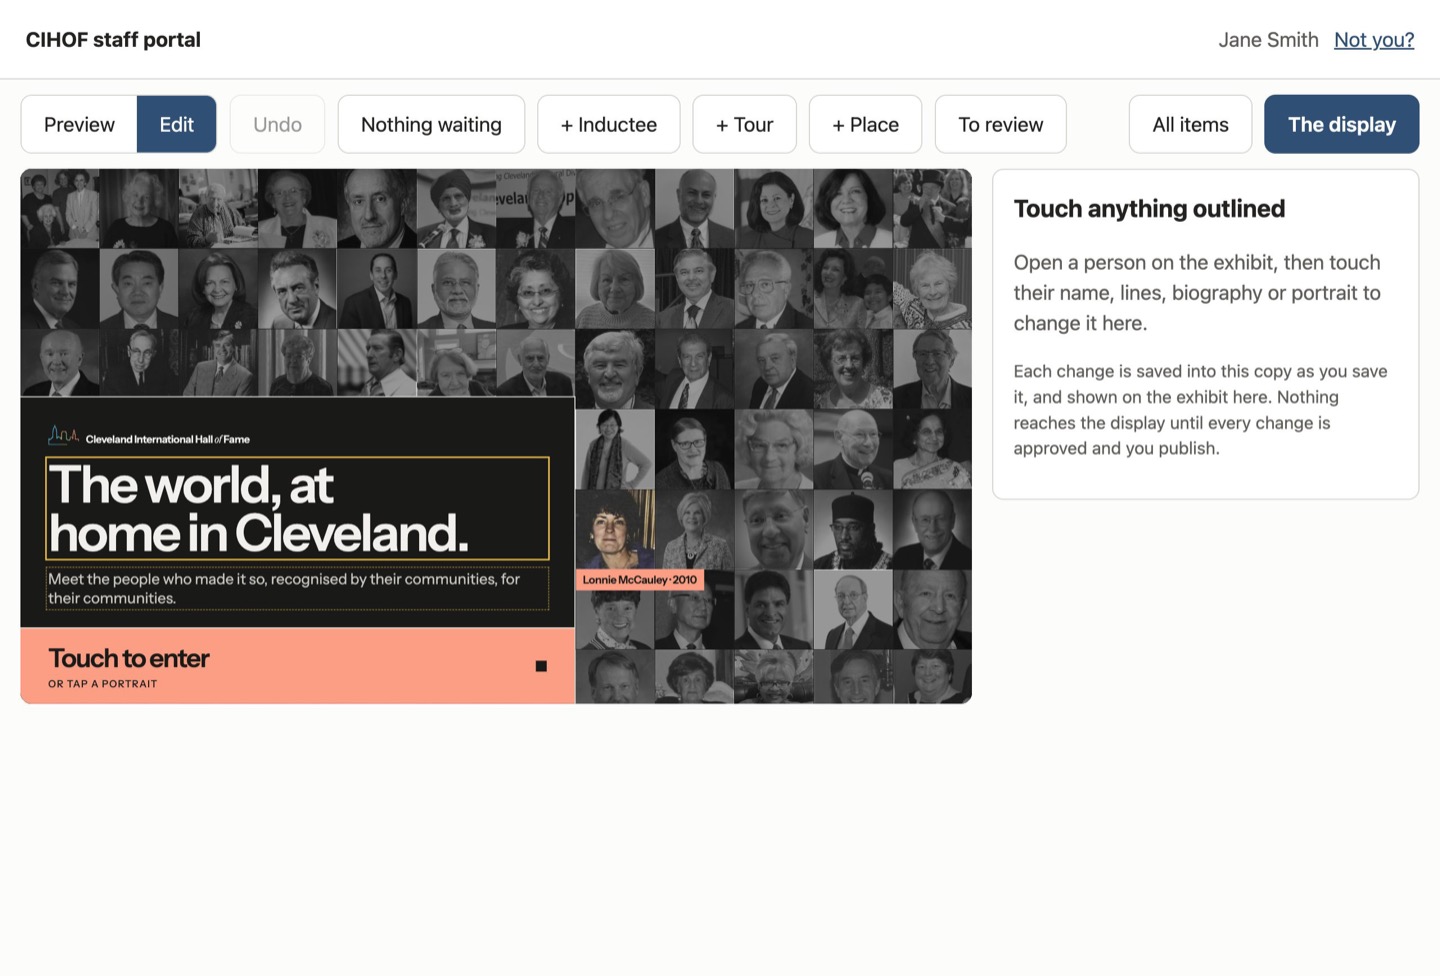 CIHOF staff portal
Jane Smith Not you?
Preview Edit Undo Nothing waiting + Inductee + Tour + Place To review All items The display
Cleveland International Hall of Fame
The world, at
home in Cleveland.
Meet the people who made it so, recognised by their communities, for
their communities.
Touch to enter
OR TAP A PORTRAIT
Lonnie McCauley · 2010
Touch anything outlined
Open a person on the exhibit, then touch
their name, lines, biography or portrait to
change it here.
Each change is saved into this copy as you save
it, and shown on the exhibit here. Nothing
reaches the display until every change is
approved and you publish.